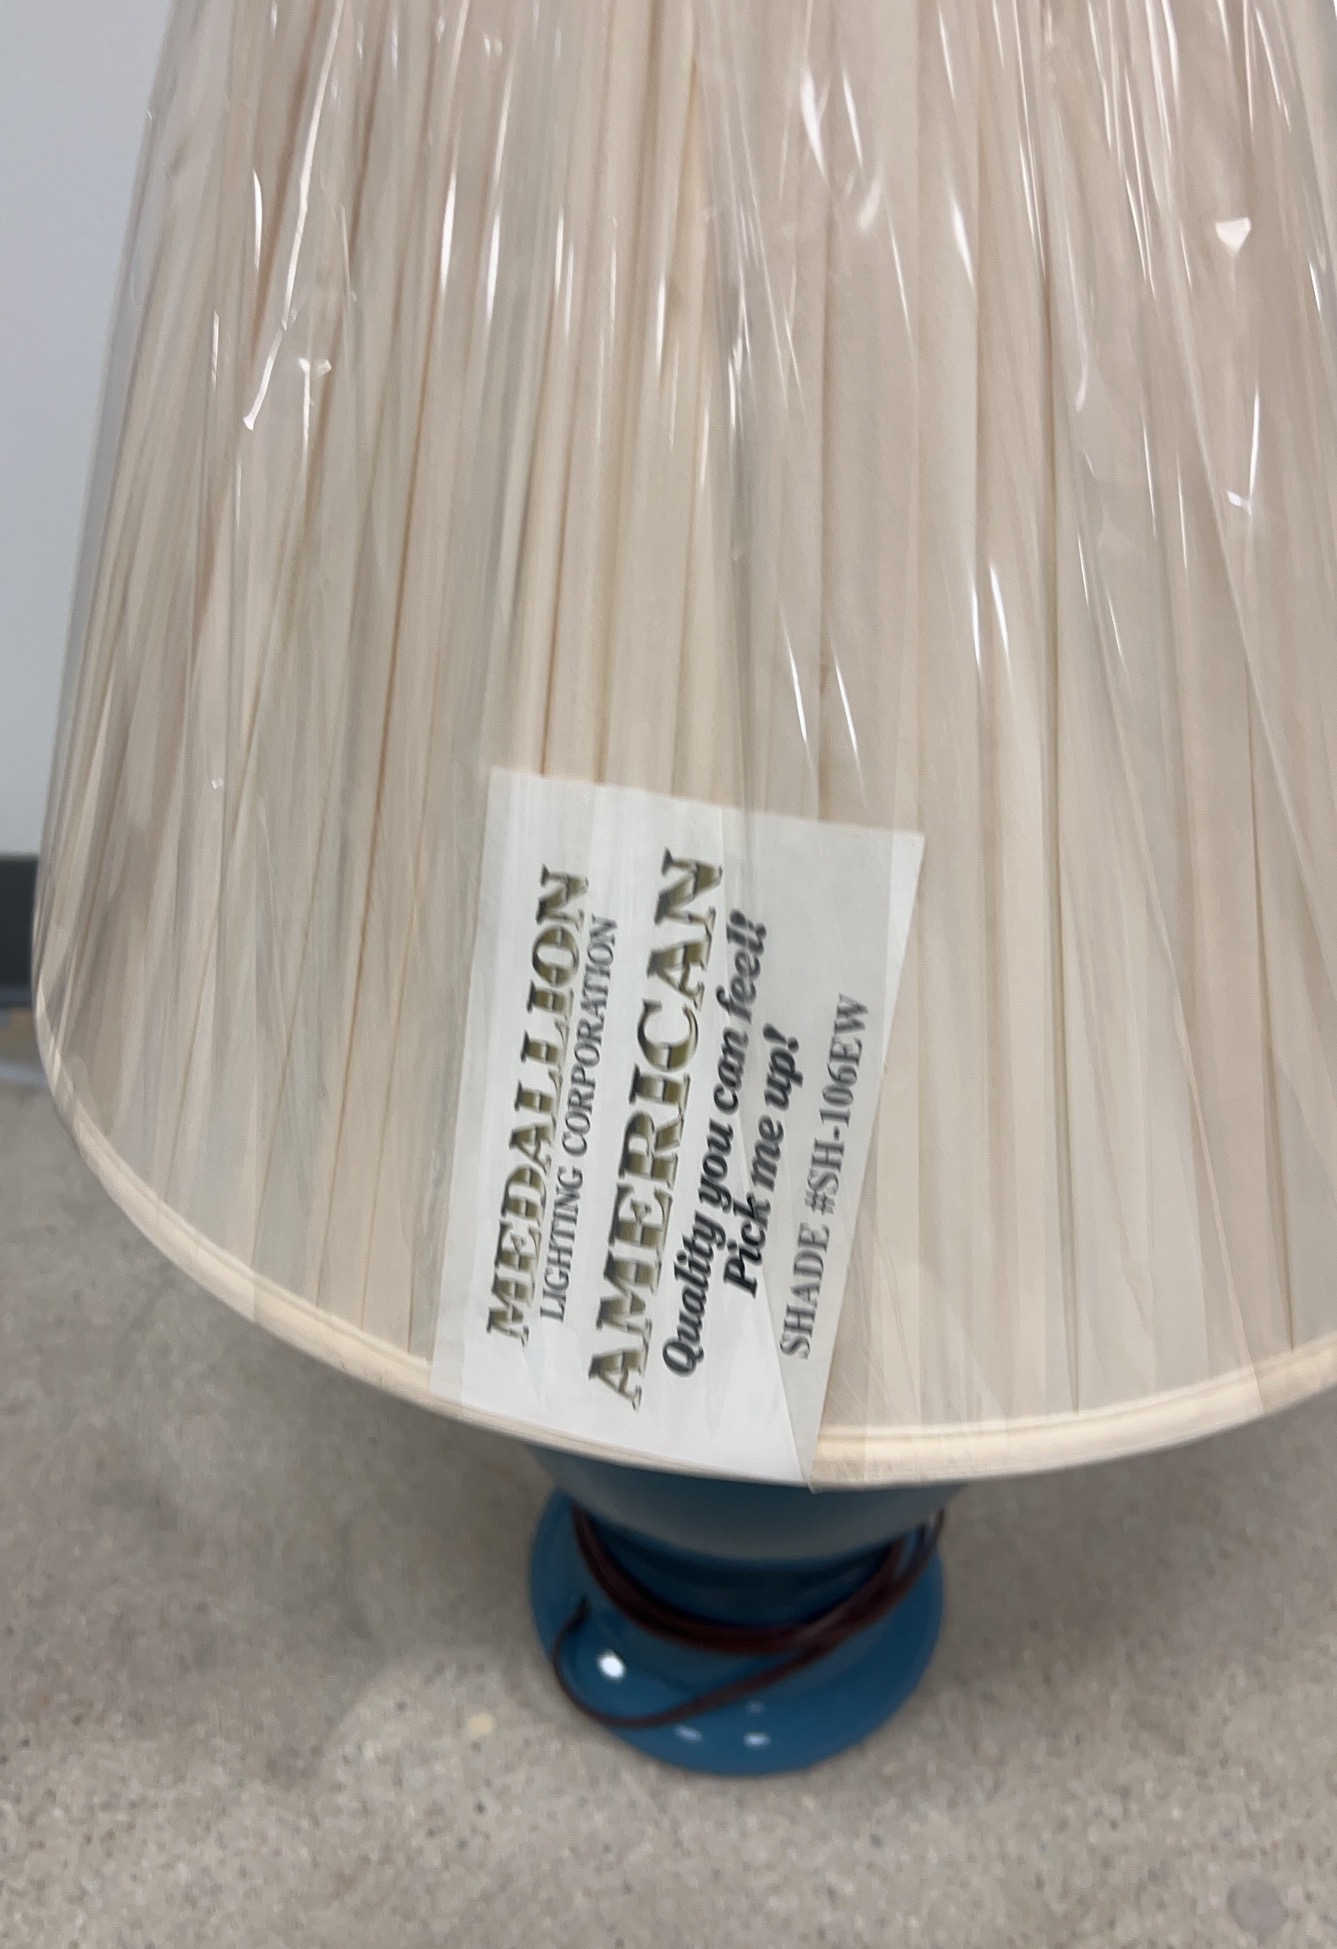 MEDALLION
LIGHTING CORPORATION
AMERICAN
Quality you can feel!
Pick me up!
SHADE #SH-106EW